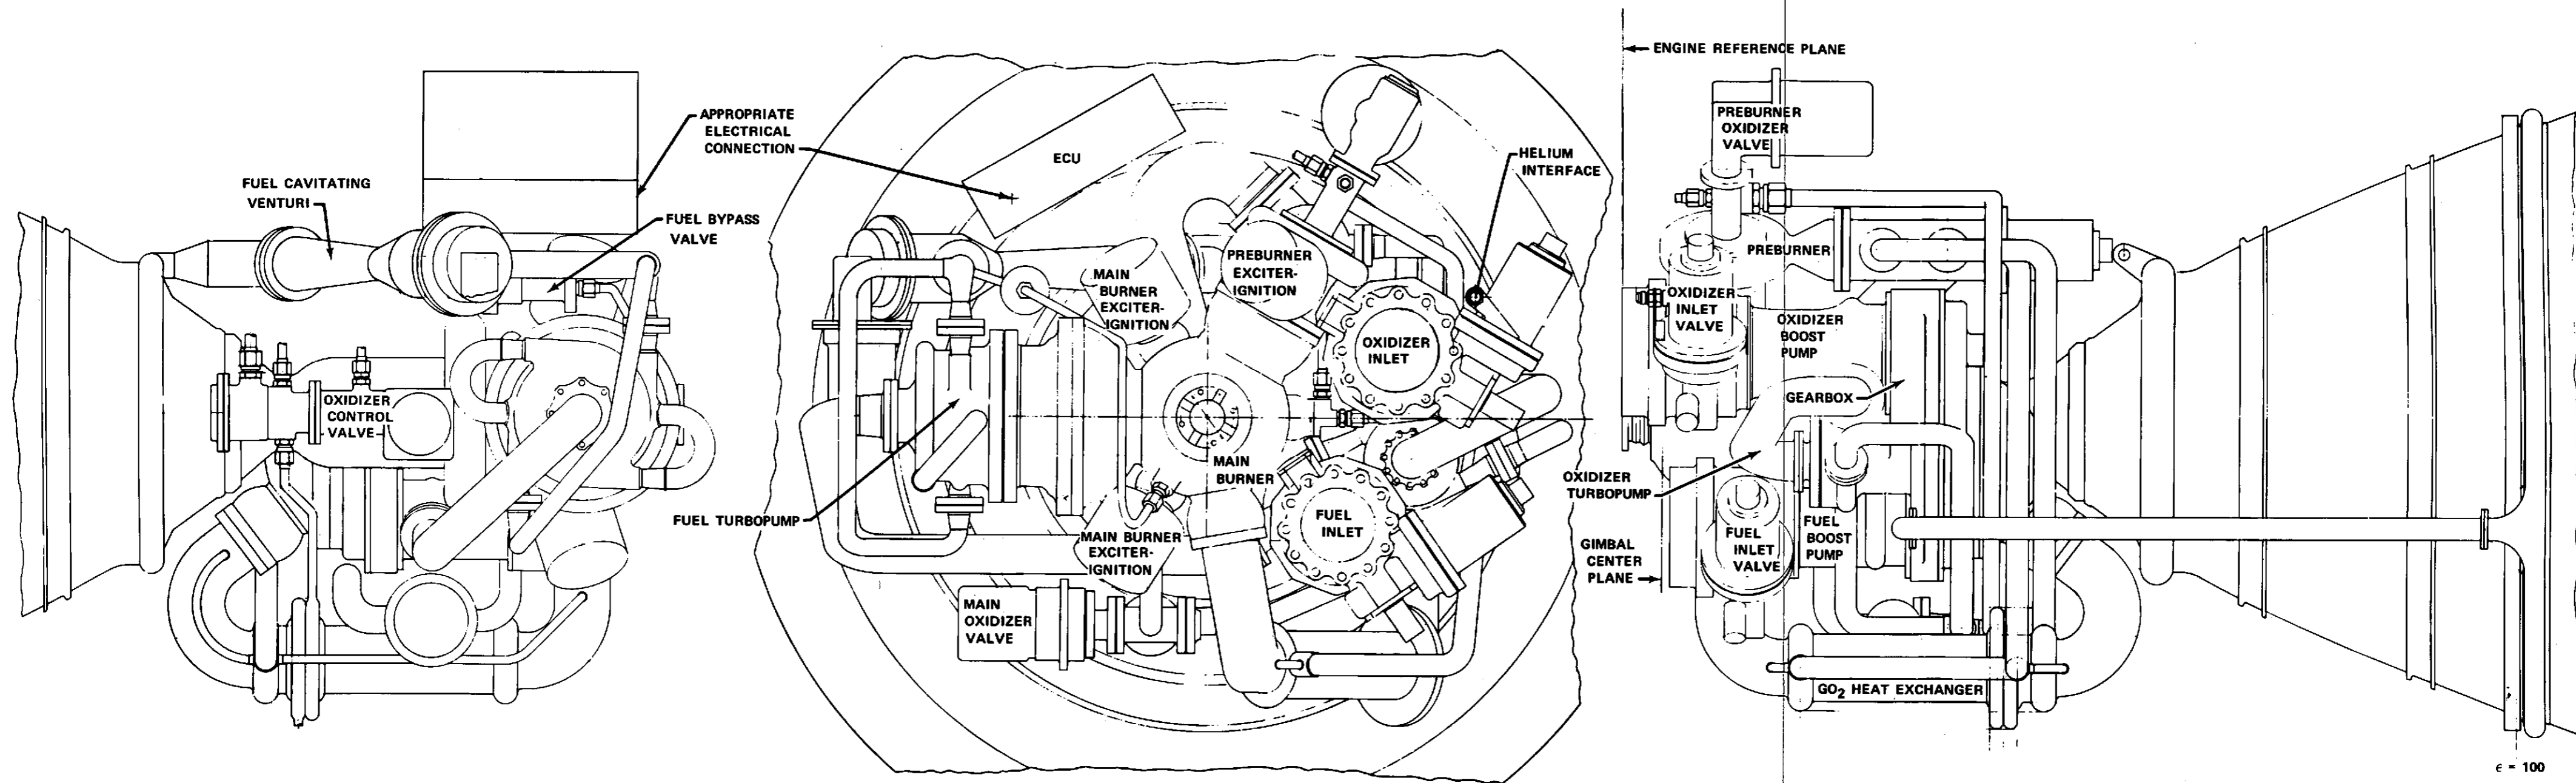 FUEL CAVITATING
VENTURI
APPROPRIATE
ELECTRICAL
CONNECTION
FUEL BYPASS
VALVE
OXIDIZER
CONTROL
VALVE
FUEL TURBOPUMP
ECU
MAIN
BURNER
EXCITER-
IGNITION
PREBURNER
EXCITER-
IGNITION
HELIUM
INTERFACE
OXIDIZER
INLET
MAIN
BURNER
FUEL
INLET
MAIN BURNER
EXCITER-
IGNITION
MAIN
OXIDIZER
VALVE
ENGINE REFERENCE PLANE
PREBURNER
OXIDIZER
VALVE
PREBURNER
OXIDIZER
INLET
VALVE
OXIDIZER
BOOST
PUMP
GEARBOX
OXIDIZER
TURBOPUMP
FUEL
INLET
VALVE
FUEL
BOOST
PUMP
GIMBAL
CENTER
PLANE
GO₂ HEAT EXCHANGER
ε = 100